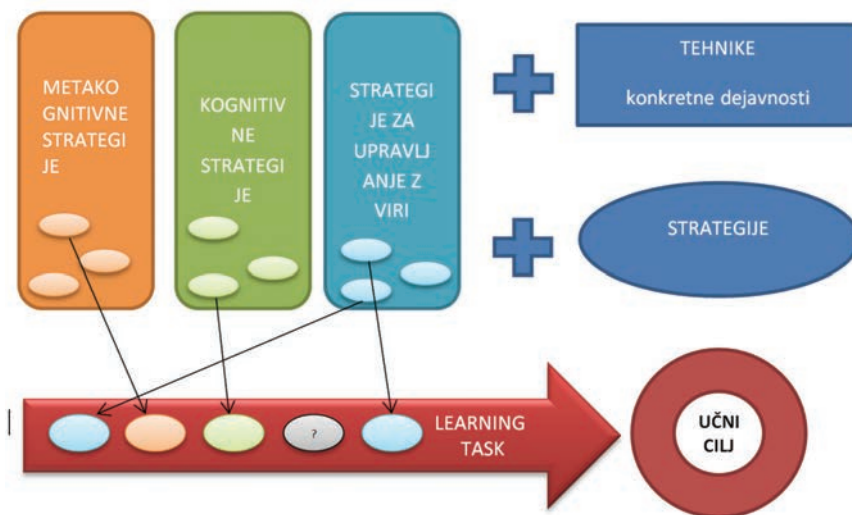 METAKO
GNITIVNE
STRATEGI
JE
KOGNITIV
NE
STRATEGI
JE
STRATEGI
JE ZA
UPRAVLJ
ANJE Z
VIRI
TEHNIKE
konkretne dejavnosti
STRATEGIJE
?
LEARNING
TASK
UČNI
CILJ